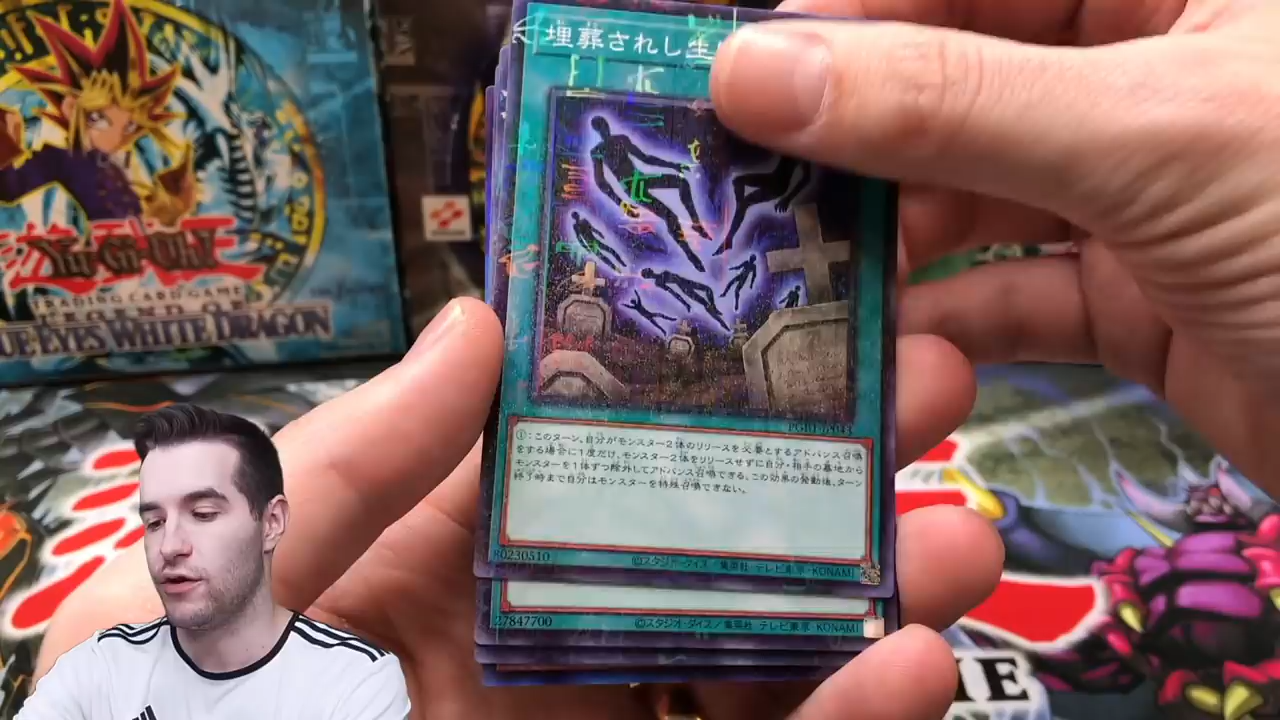 埋葬されし生
PGB1-JP043
①:このターン、自分がモンスター2体のリリースを必要とするアドバンス召喚
をする場合に1度だけ、モンスター2体をリリースせずに自分・相手の墓地から
モンスターを1体ずつ除外してアドバンス召喚できる。この効果の発動後、ターン
終了時まで自分はモンスターを特殊召喚できない。
80230510
©スタジオ・ダイス/集英社・テレビ東京・KONAMI
27847700
©スタジオ・ダイス/集英社・テレビ東京・KONAMI
Yu-Gi-Oh!
TRADING CARD GAME
LEGEND OF
UE EYES WHITE DRAGON
ME